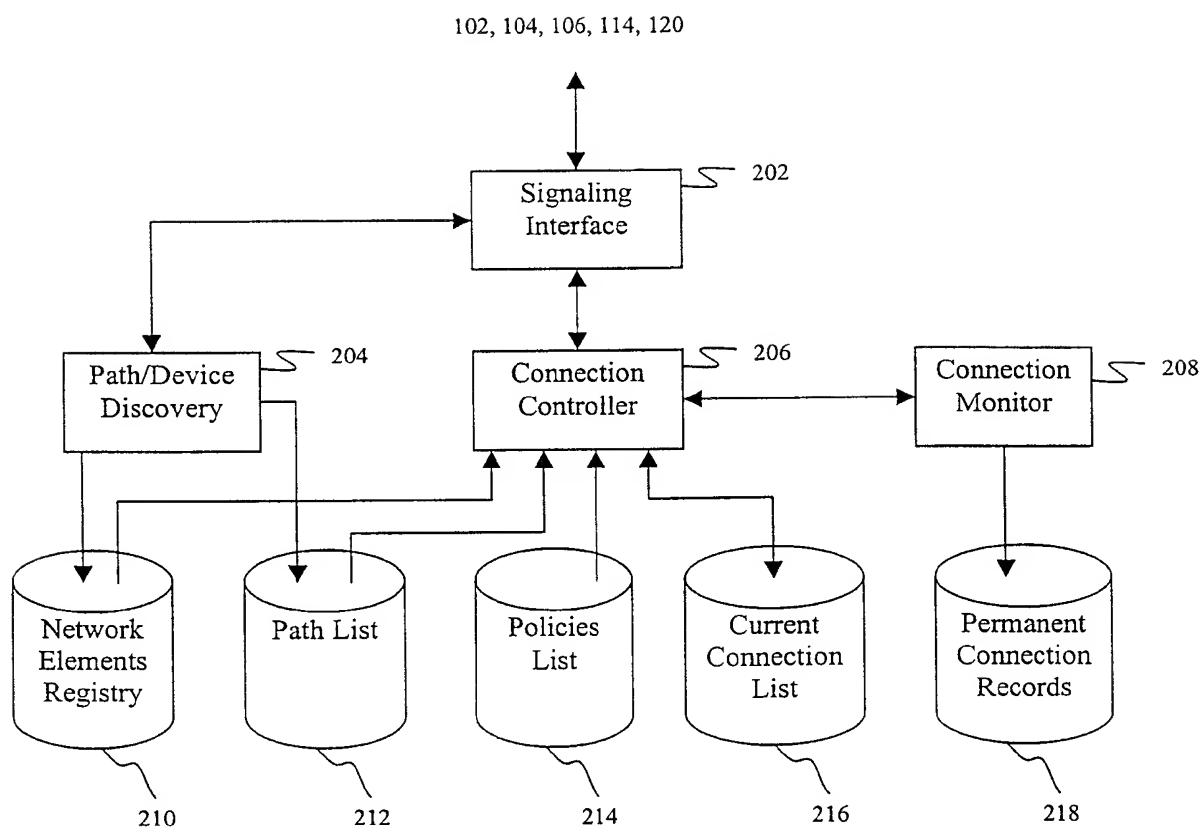 102, 104, 106, 114, 120
Signaling
Interface
202
Path/Device
Discovery
204
Connection
Controller
206
Connection
Monitor
208
Network
Elements
Registry
Path List
Policies
List
Current
Connection
List
Permanent
Connection
Records
210
212
214
216
218